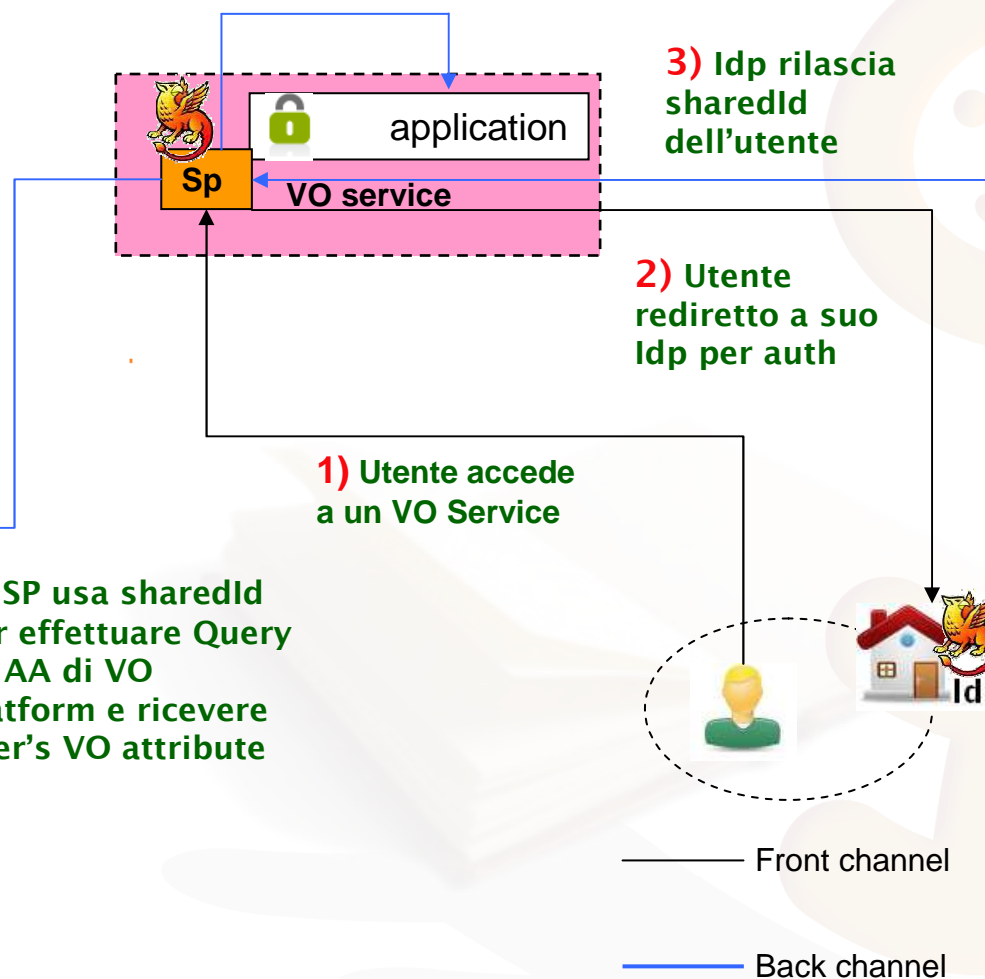 3) Idp rilascia
sharedId
dell'utente
application
Sp
VO service
2) Utente
rediretto a suo
Idp per auth
1) Utente accede
a un VO Service
SP usa sharedId
r effettuare Query
AA di VO
atform e ricevere
er's VO attribute
Id
Front channel
Back channel